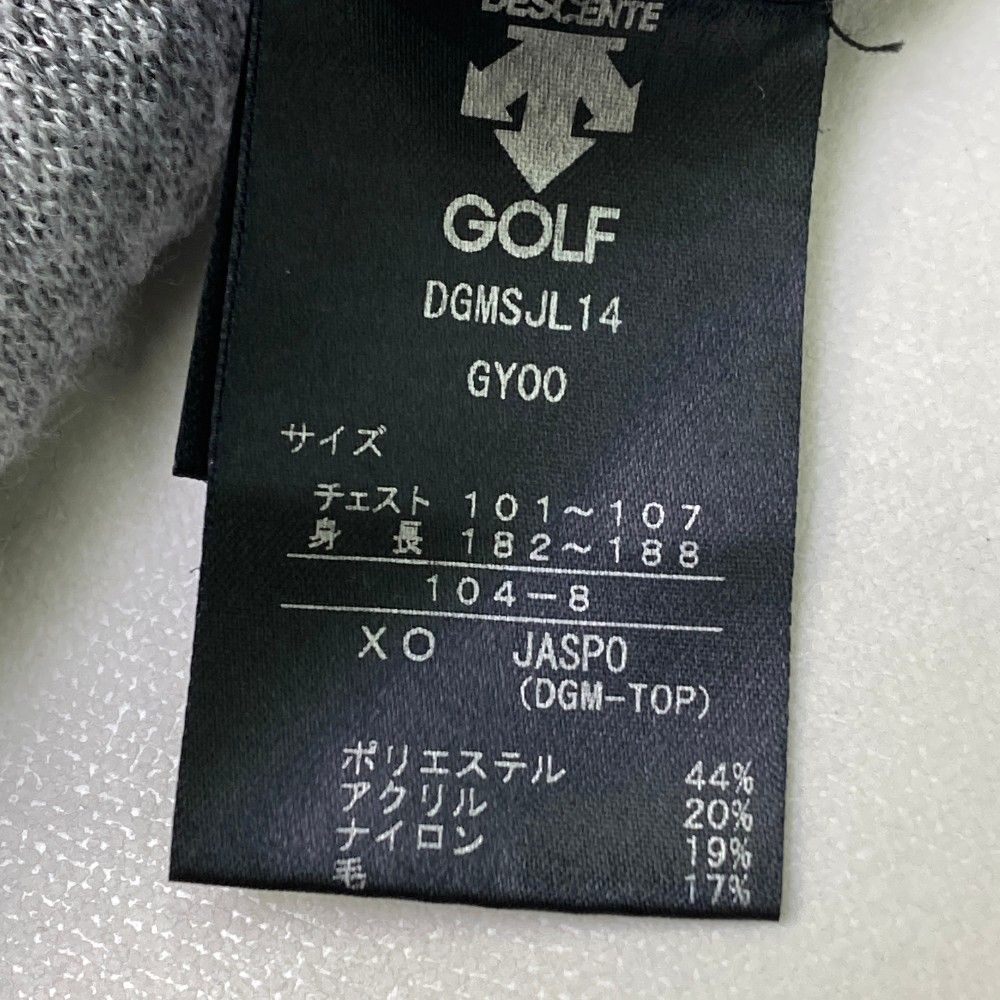 DESCENTE
GOLF
DGMSJL14
GY00
サイズ
チェスト 101〜107
身長 182〜188
104-8
XO JASPO
(DGM-TOP)
ポリエステル 44%
アクリル 20%
ナイロン 19%
毛 17%